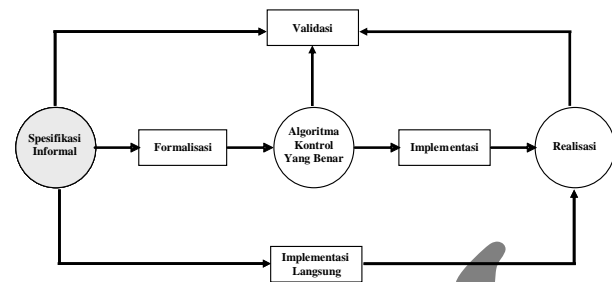 Validasi
Spesifikasi
Informal
Formalisasi
Algoritma
Kontrol
Yang Benar
Implementasi
Realisasi
Implementasi
Langsung